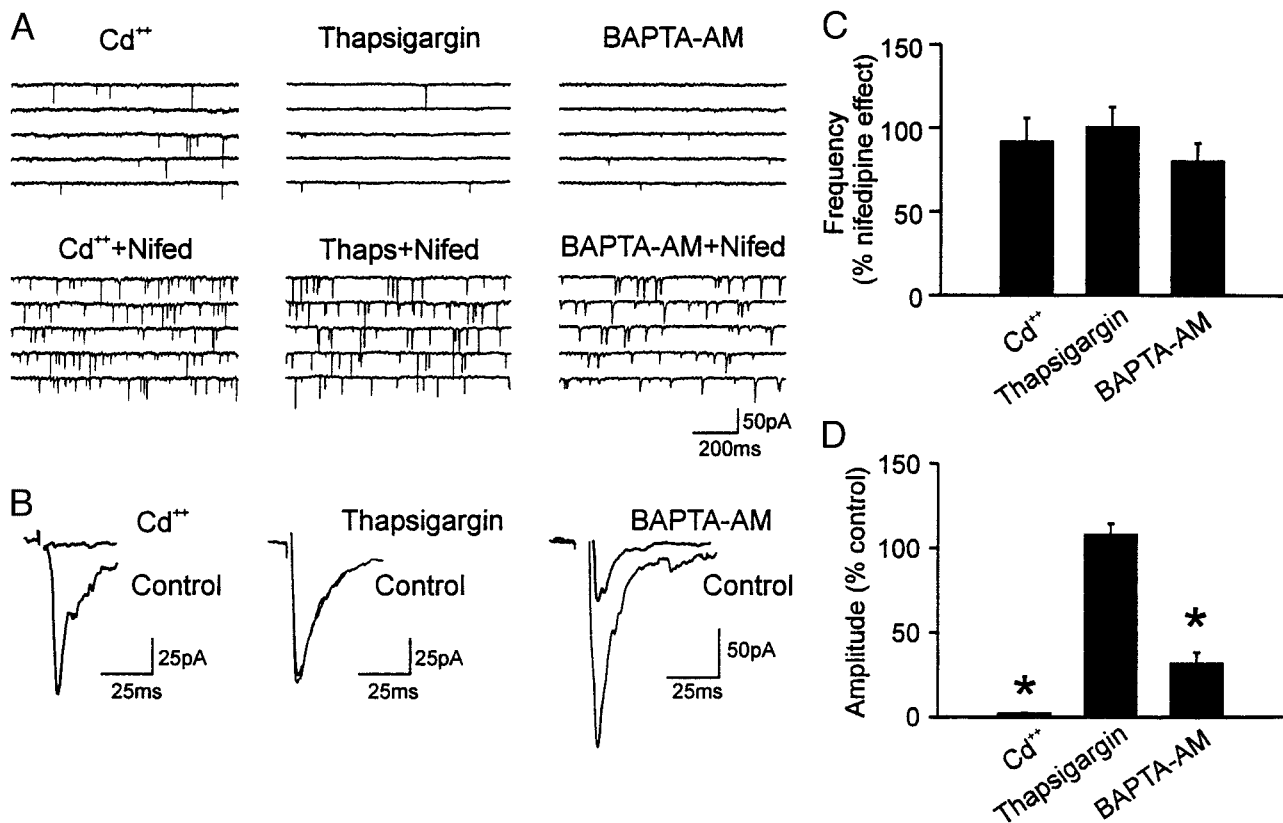 A
Cd⁺⁺
Thapsigargin
BAPTA-AM
Cd⁺⁺+Nifed
Thaps+Nifed
BAPTA-AM+Nifed
50pA
200ms
B
Cd⁺⁺
Thapsigargin
BAPTA-AM
Control
Control
Control
25pA
25ms
25pA
25ms
50pA
25ms
C
Frequency
(% nifedipine effect)
150
100
50
0
Cd⁺⁺
Thapsigargin
BAPTA-AM
D
Amplitude (% control)
150
100
50
0
*
*
Cd⁺⁺
Thapsigargin
BAPTA-AM